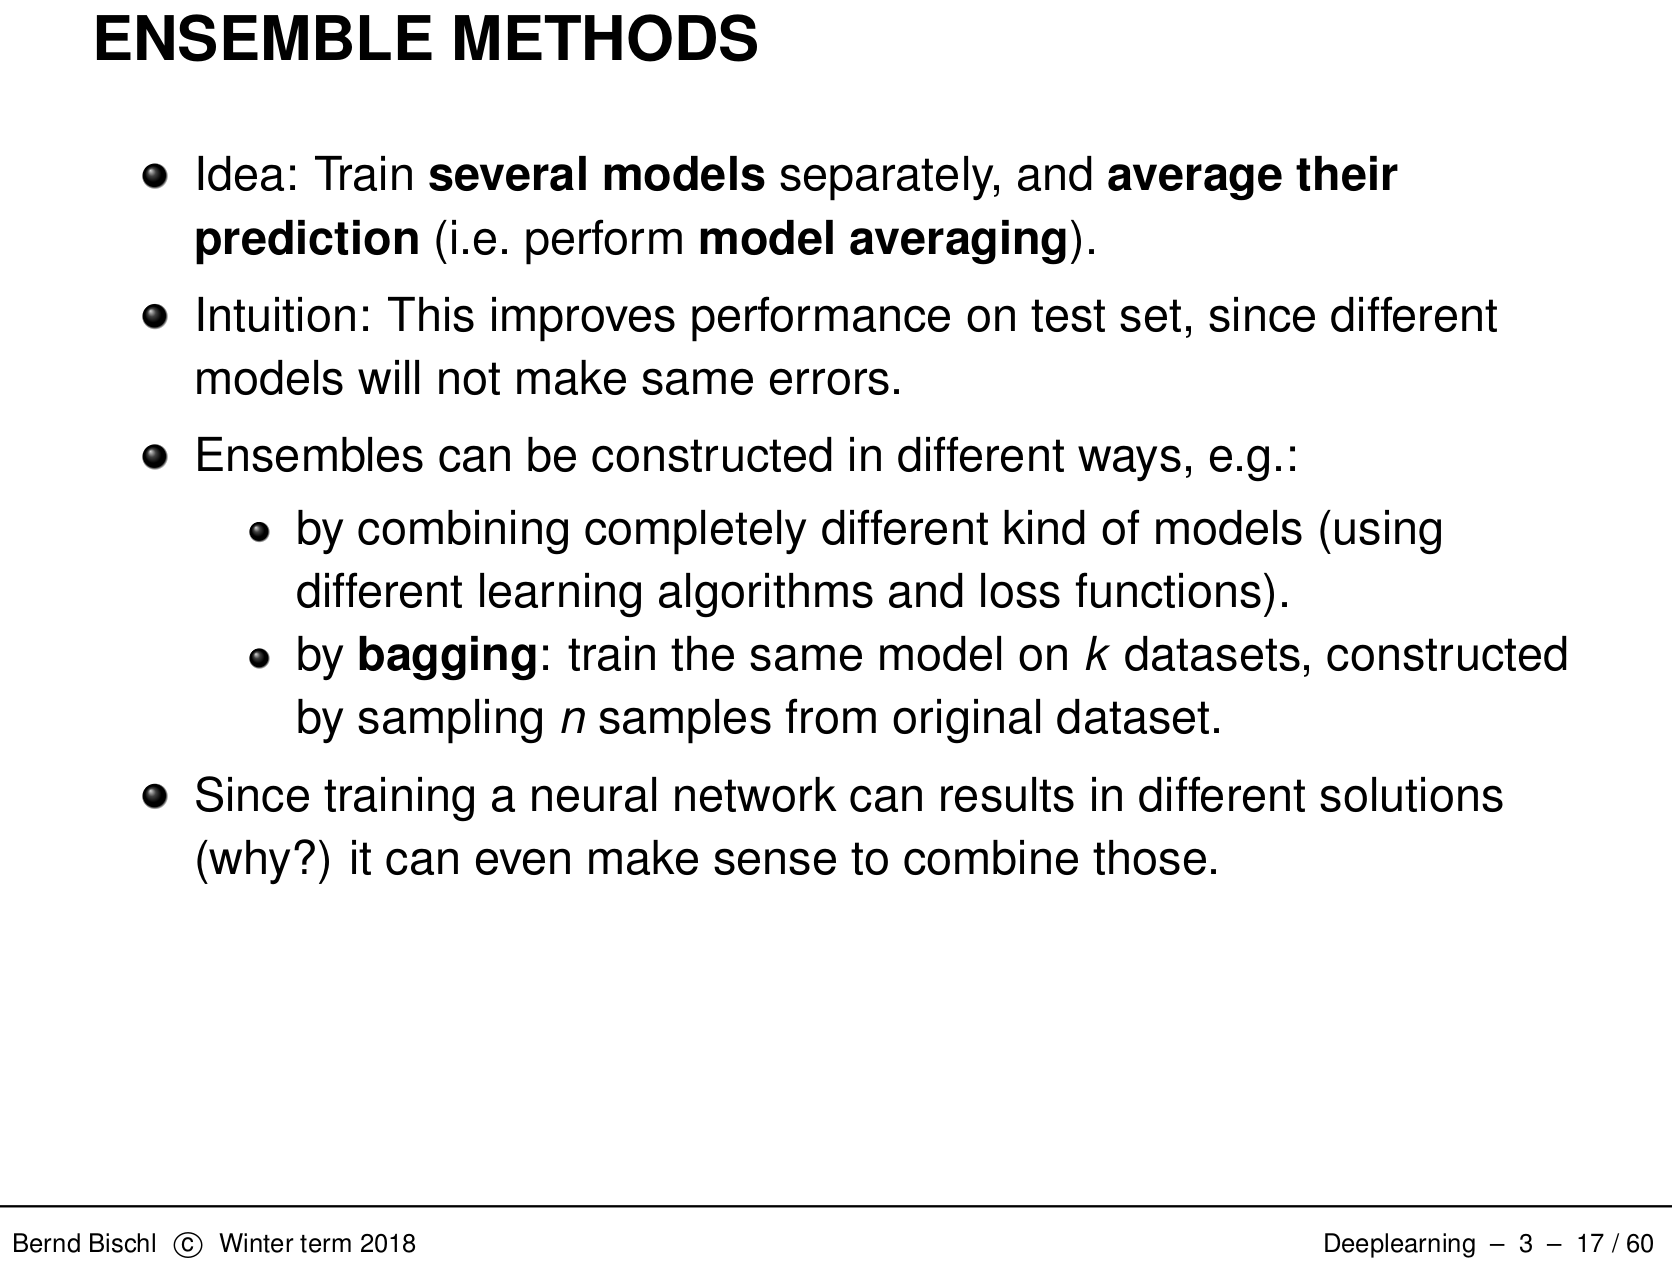 ENSEMBLE METHODS
Idea: Train several models separately, and average their
prediction (i.e. perform model averaging).
Intuition: This improves performance on test set, since different
models will not make same errors.
Ensembles can be constructed in different ways, e.g.:
by combining completely different kind of models (using
different learning algorithms and loss functions).
by bagging: train the same model on k datasets, constructed
by sampling n samples from original dataset.
Since training a neural network can results in different solutions
(why?) it can even make sense to combine those.
Bernd Bischl © Winter term 2018
Deeplearning – 3 – 17 / 60